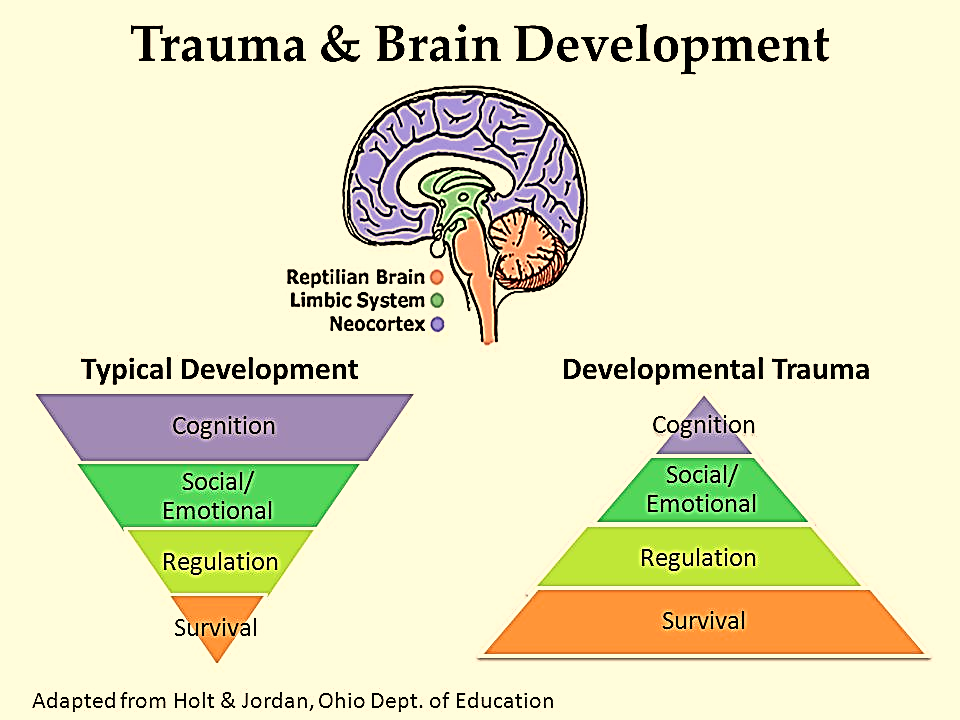 Trauma & Brain Development
Reptilian Brain
Limbic System
Neocortex
Typical Development
Cognition
Social/
Emotional
Regulation
Survival
Developmental Trauma
Cognition
Social/
Emotional
Regulation
Survival
Adapted from Holt & Jordan, Ohio Dept. of Education